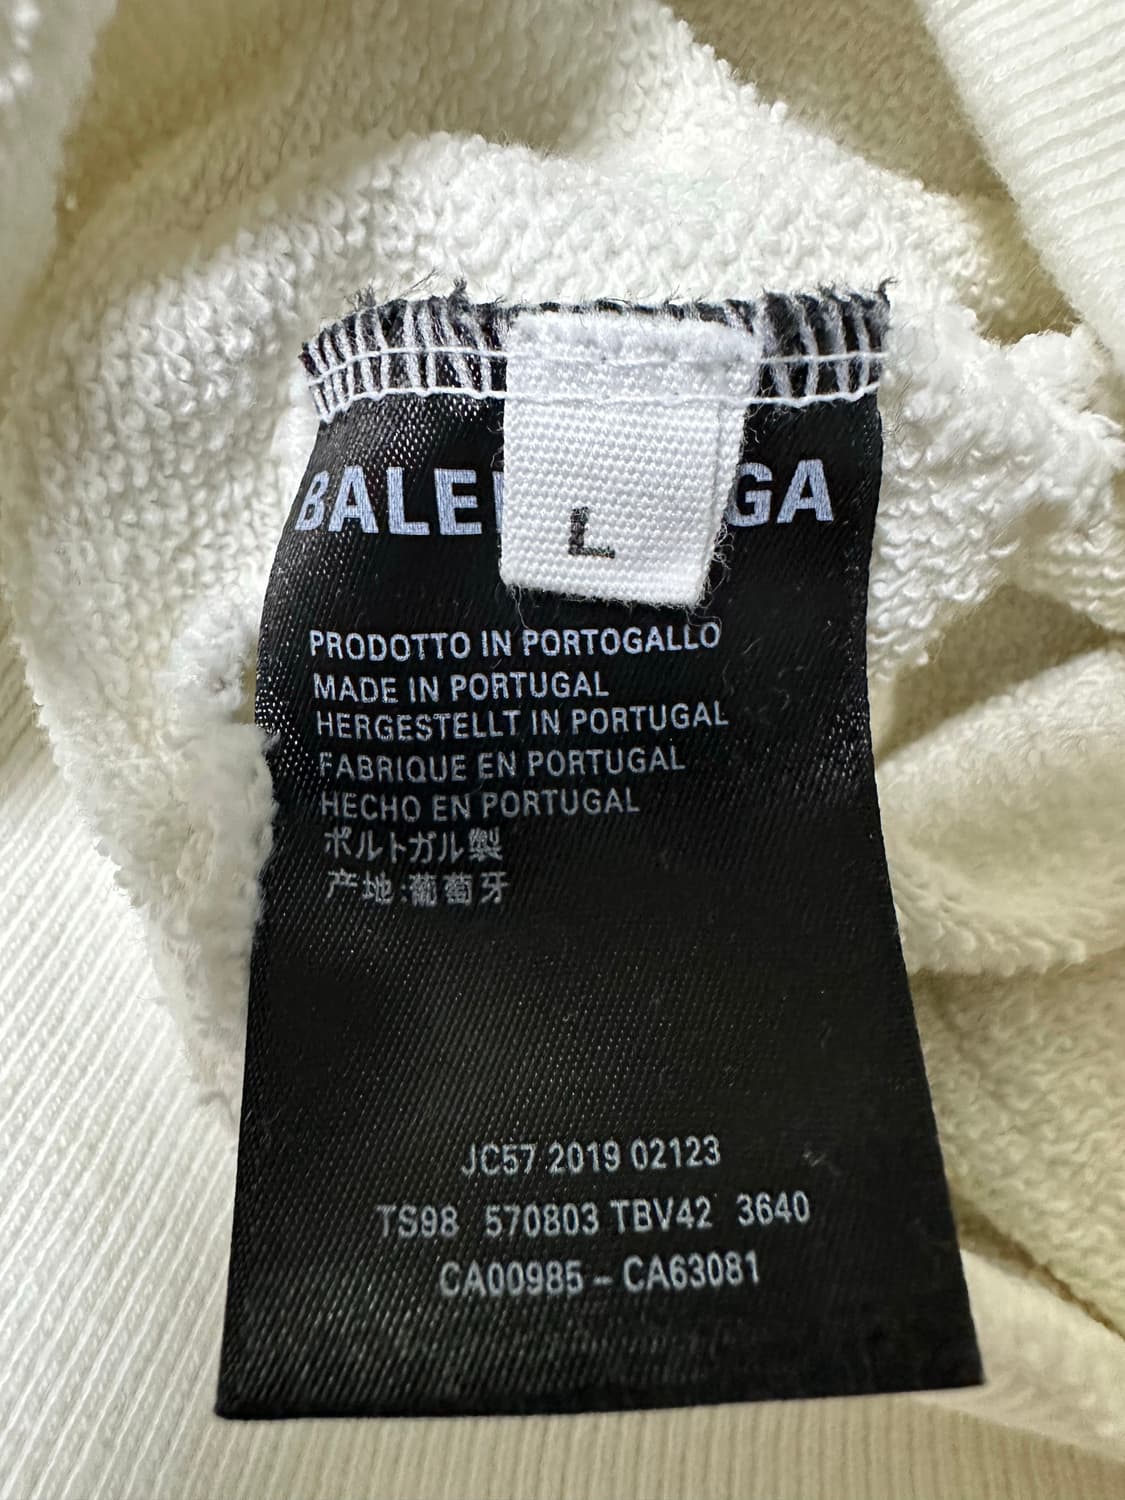 BALE GA
L
PRODOTTO IN PORTOGALLO
MADE IN PORTUGAL
HERGESTELLT IN PORTUGAL
FABRIQUE EN PORTUGAL
HECHO EN PORTUGAL
ポルトガル製
产地:葡萄牙
JC57 2019 02123
TS98 570803 TBV42 3640
CA00985 – CA63081